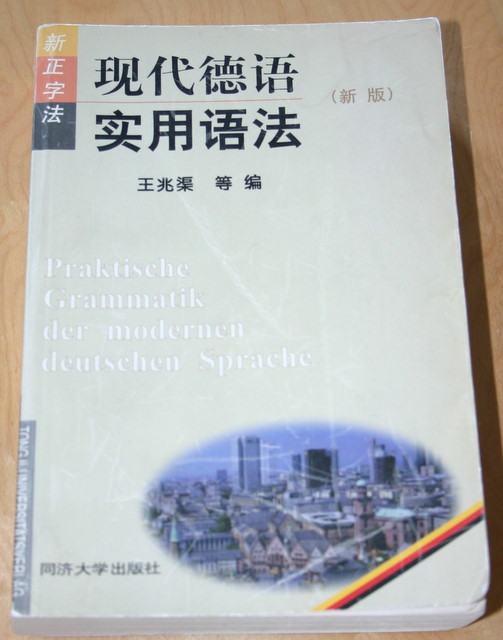 新正字法
现代德语
实用语法
(新版)
王兆渠 等编
Praktische
Grammatik
der modernen
deutschen Sprache
同济大学出版社